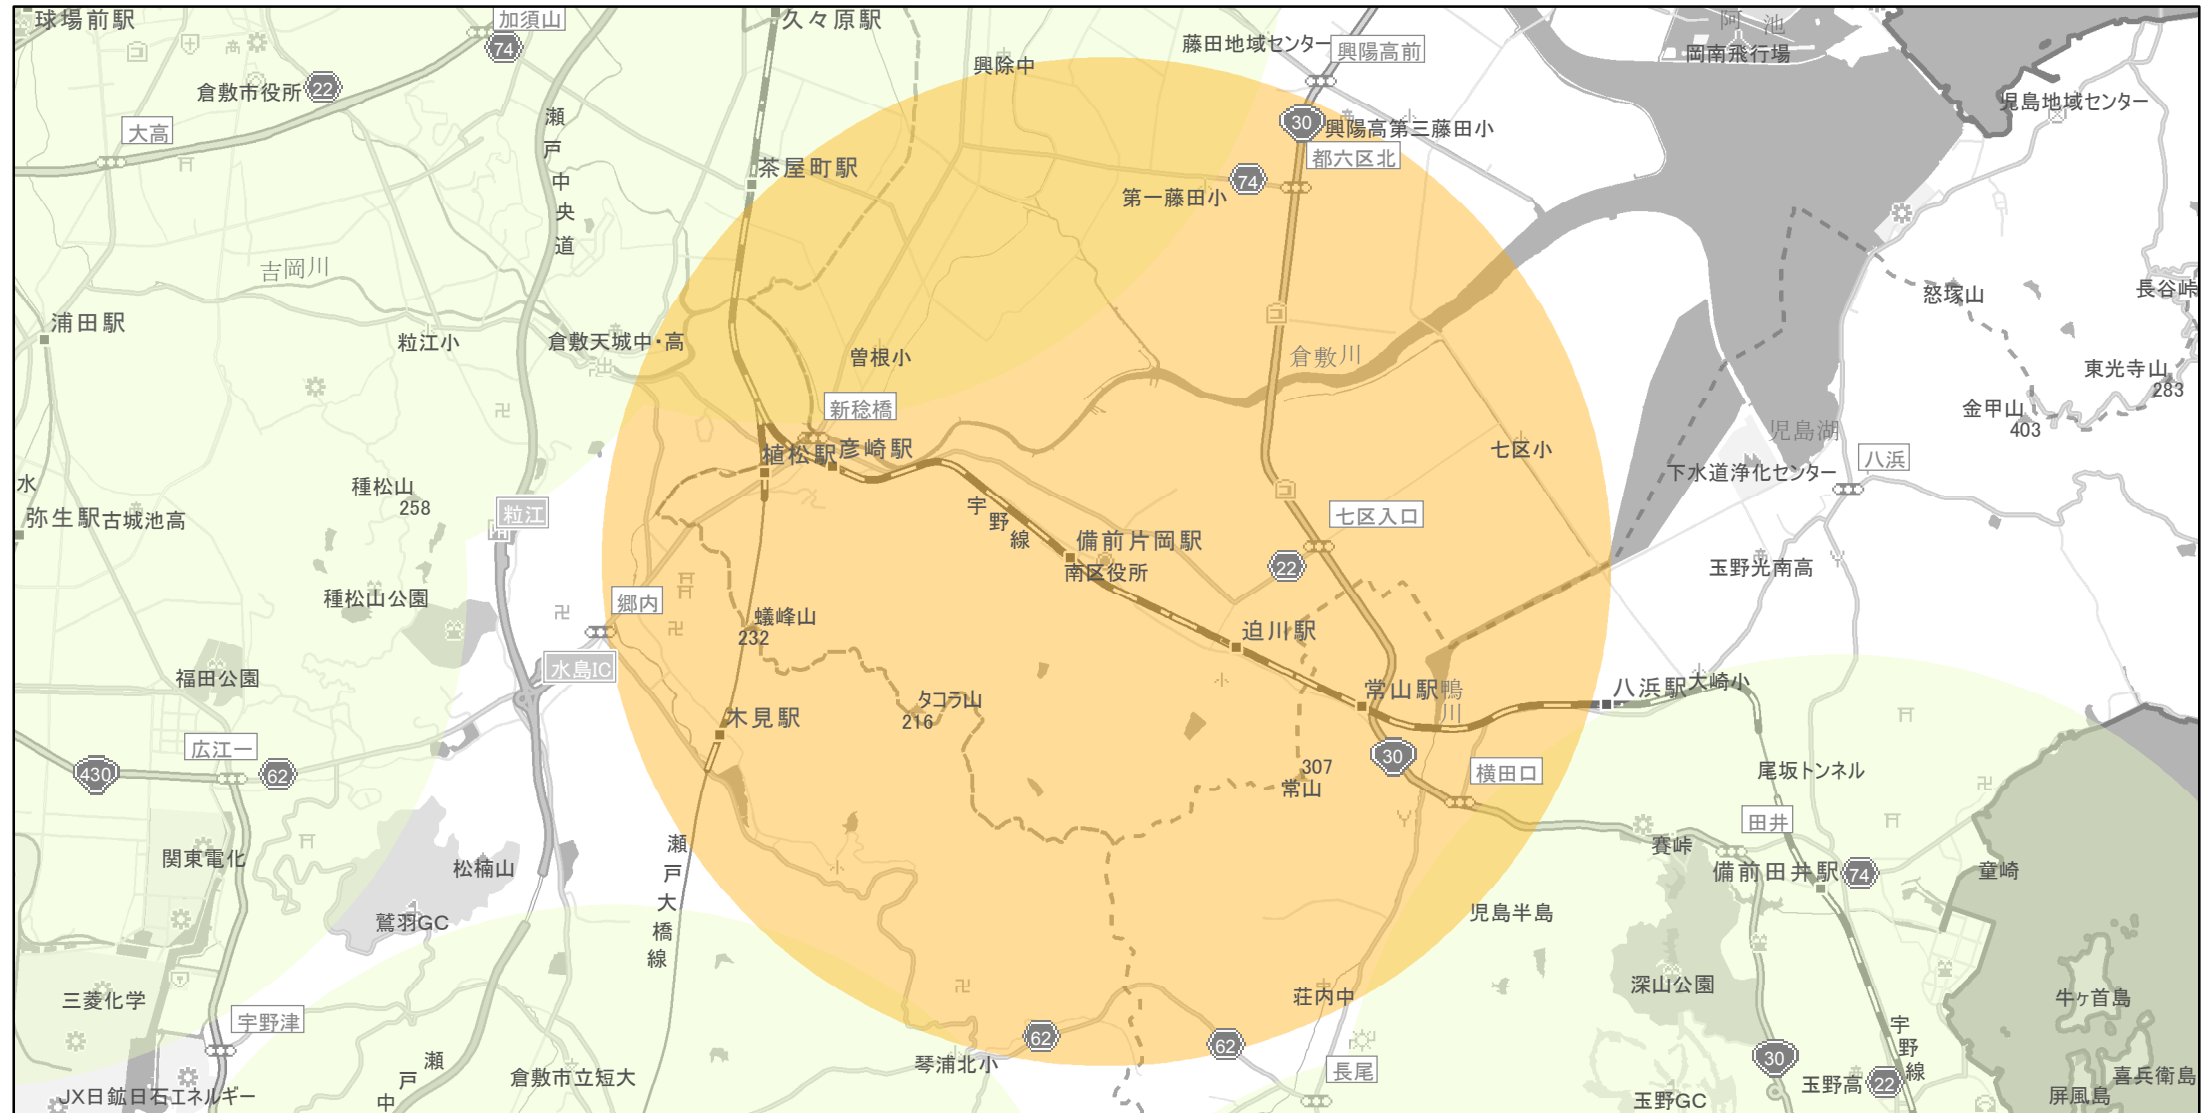 球場前駅
加須山
久々原駅
阿池
藤田地域センター
興陽高前
74
岡南飛行場
倉敷市役所
22
興除中
児島地域センター
大高
瀬戸中央道
30
興陽高
第三藤田小
都六区北
茶屋町駅
74
第一藤田小
吉岡川
怒塚山
長谷峠
浦田駅
粒江小
倉敷天城中・高
曽根小
倉敷川
東光寺山
283
新稔橋
金甲山
403
児島湖
植松駅
彦崎駅
七区小
八浜
下水道浄化センター
水
種松山
258
弥生駅
古城池高
粒江
宇野線
七区入口
備前片岡駅
南区役所
22
玉野光南高
種松山公園
郷内
蟻峰山
232
迫川駅
水島IC
福田公園
タコラ山
216
常山駅
鴨川
八浜駅
大崎小
木見駅
広江一
430
62
30
横田口
307
常山
尾坂トンネル
田井
関東電化
松楠山
瀬戸大橋線
賽峠
備前田井駅
74
童崎
鷲羽GC
児島半島
三菱化学
深山公園
牛ヶ首島
荘内中
宇野津
62
62
宇野線
琴浦北小
長尾
30
瀬戸中
倉敷市立短大
JX日鉱日石エネルギー
玉野高
22
喜兵衛島
玉野GC
屏風島